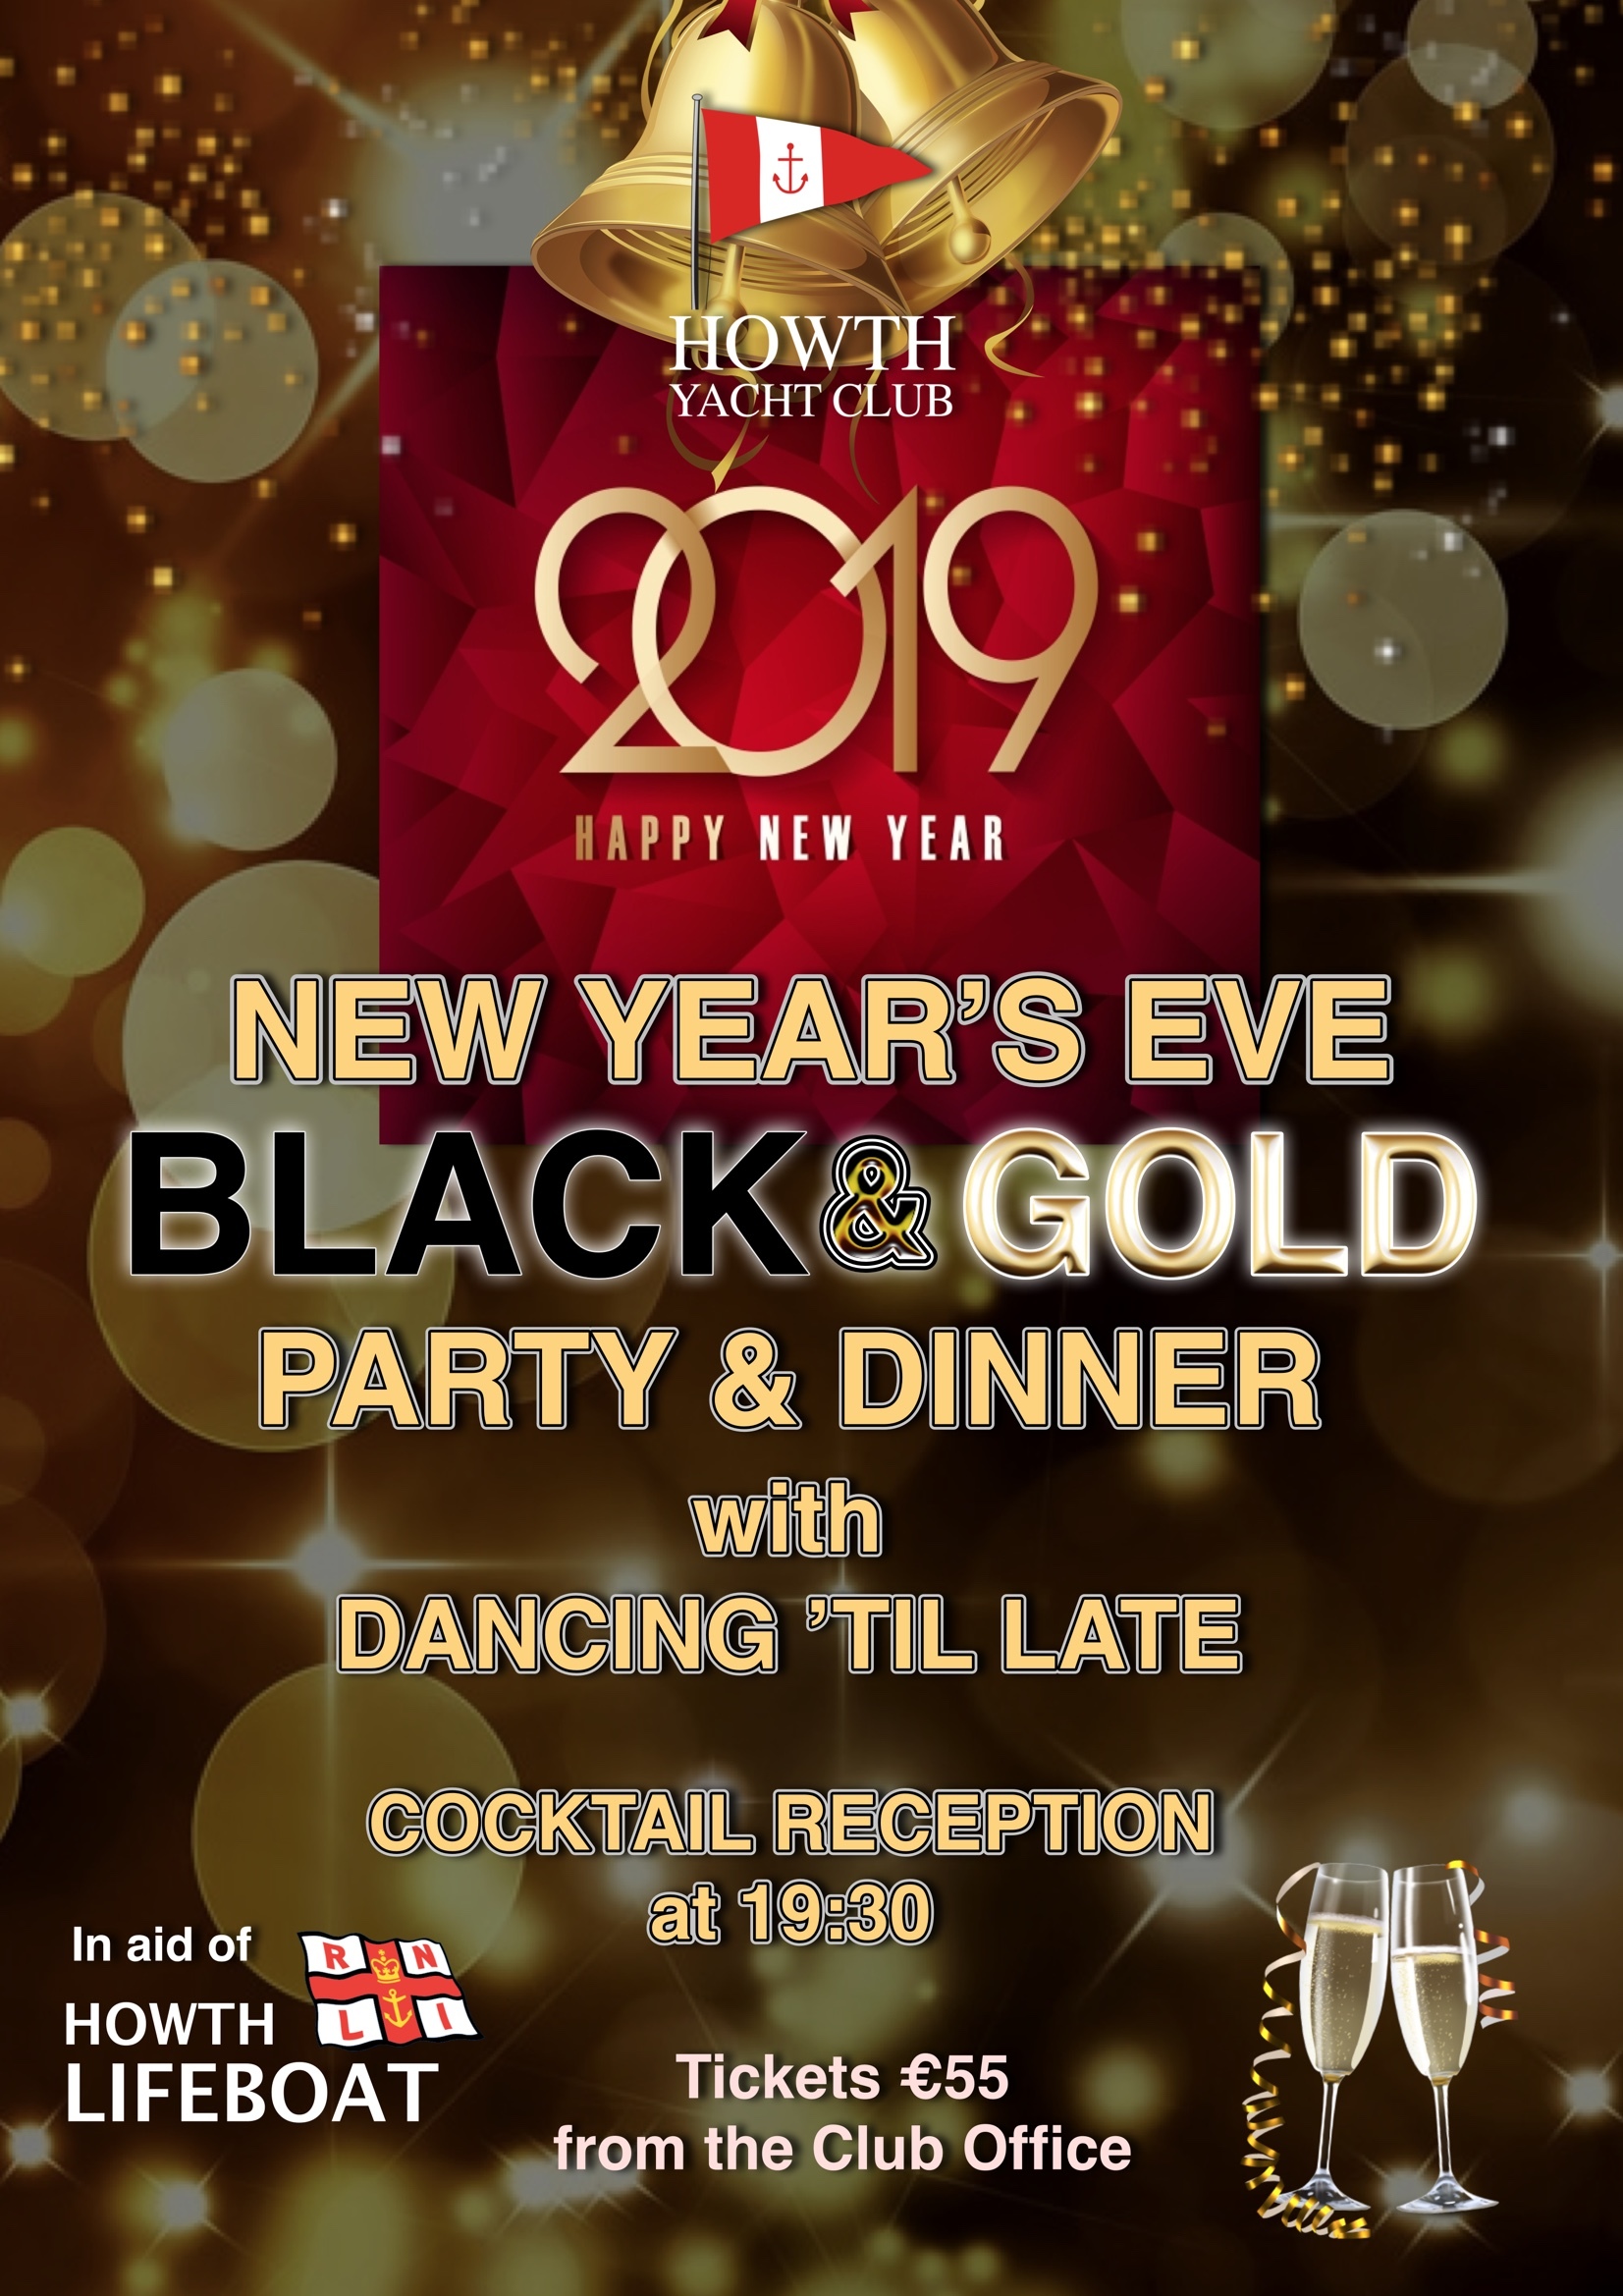 HOWTH
YACHT CLUB
2019
HAPPY NEW YEAR
NEW YEAR’S EVE
BLACK & GOLD
PARTY & DINNER
with
DANCING ’TIL LATE
COCKTAIL RECEPTION
at 19:30
In aid of
HOWTH
LIFEBOAT
R N
L I
Tickets €55
from the Club Office